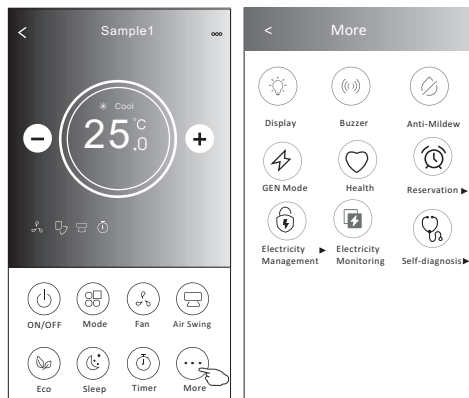 Sample1
Cool
25.0°C
ON/OFF Mode Fan Air Swing
Eco Sleep Timer More
More
Display Buzzer Anti-Mildew
GEN Mode Health Reservation
Electricity Management Electricity Monitoring Self-diagnosis